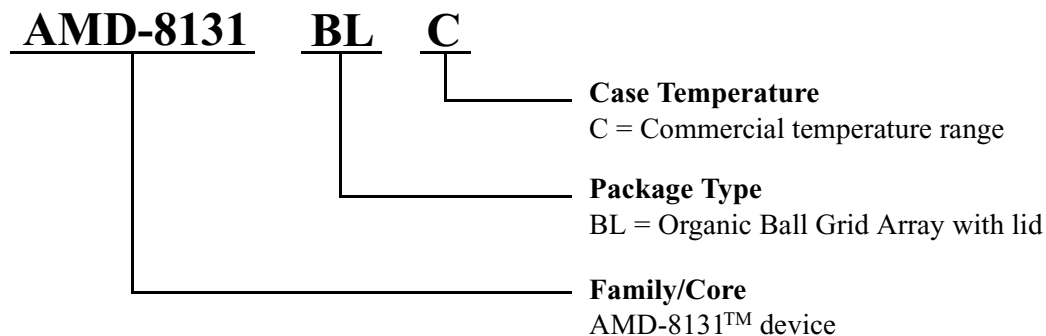 AMD-8131 BL C
Case Temperature
C = Commercial temperature range
Package Type
BL = Organic Ball Grid Array with lid
Family/Core
AMD-8131™ device